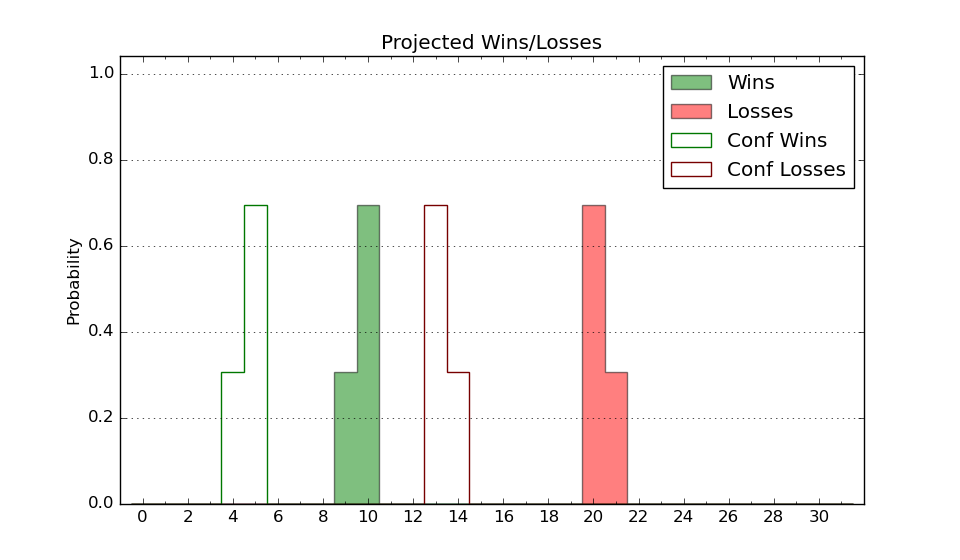 Projected Wins/Losses
Wins
Losses
Conf Wins
Conf Losses
Probability
1.0
0.8
0.6
0.4
0.2
0.0
0 2 4 6 8 10 12 14 16 18 20 22 24 26 28 30